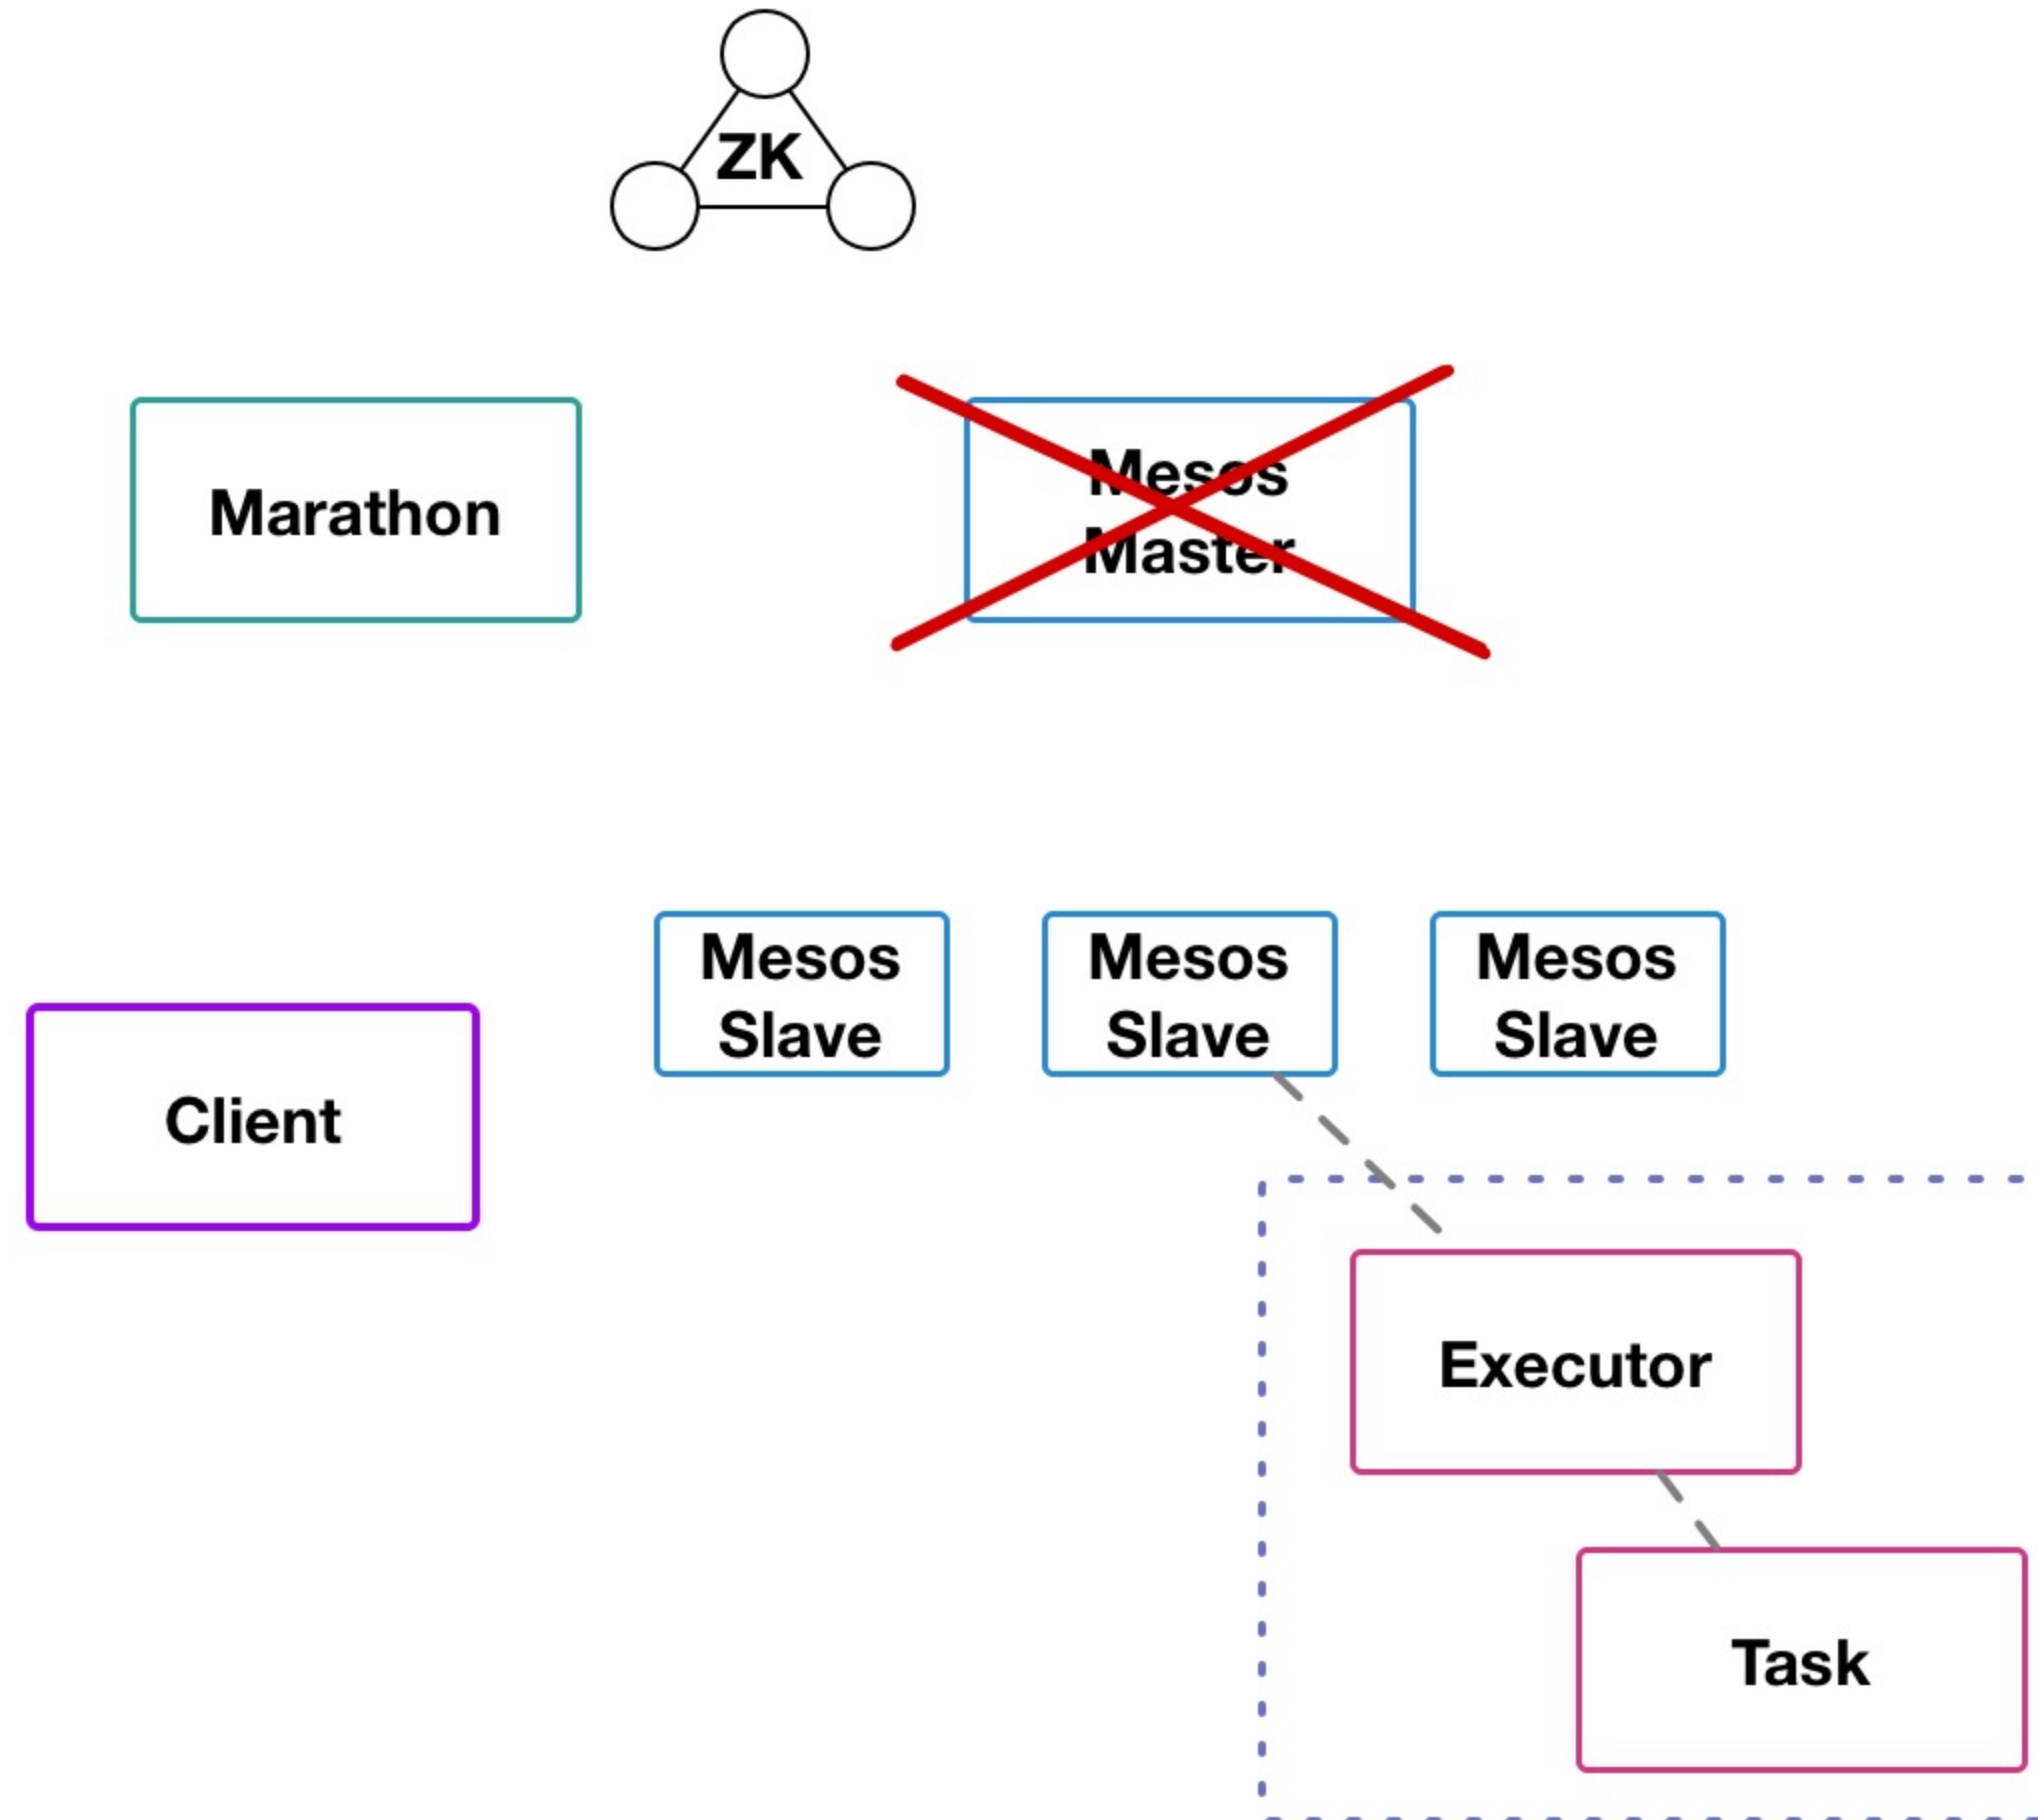 ZK
Marathon
Mesos
Master
Mesos
Slave
Mesos
Slave
Mesos
Slave
Client
Executor
Task